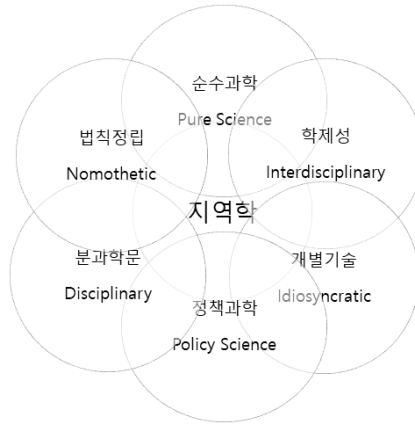 순수과학
Pure Science
법칙정립
Nomothetic
학제성
Interdisciplinary
지역학
분과학문
Disciplinary
개별기술
Idiosyncratic
정책과학
Policy Science